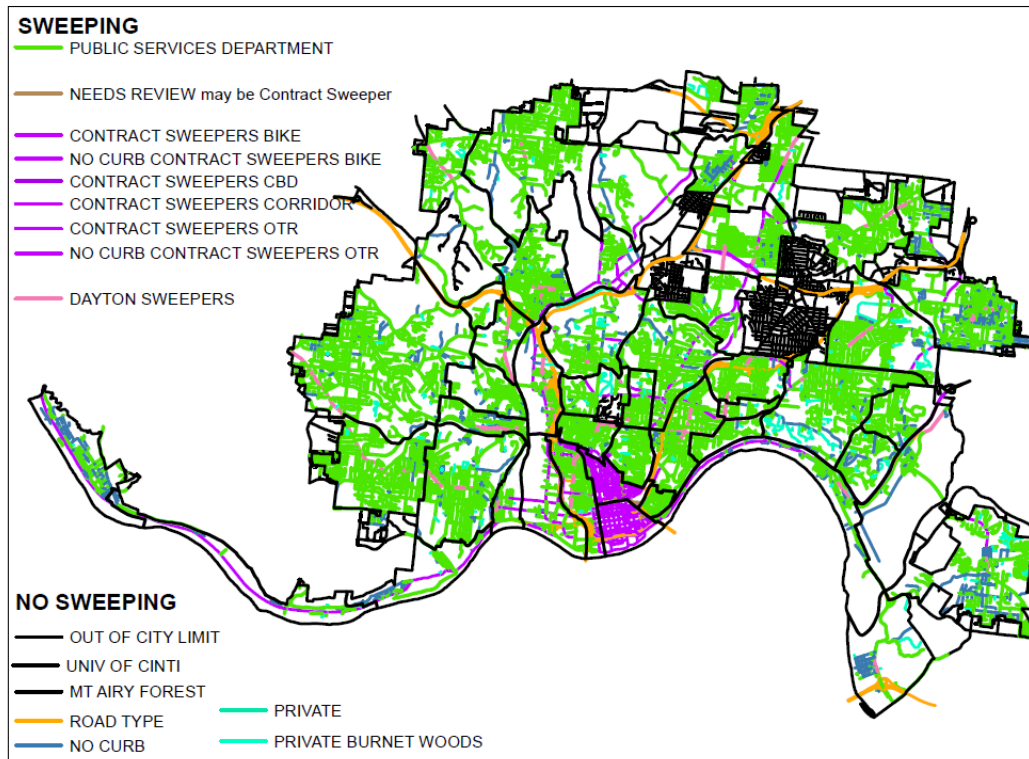 SWEEPING
PUBLIC SERVICES DEPARTMENT
NEEDS REVIEW may be Contract Sweeper
CONTRACT SWEEPERS BIKE
NO CURB CONTRACT SWEEPERS BIKE
CONTRACT SWEEPERS CBD
CONTRACT SWEEPERS CORRIDOR
CONTRACT SWEEPERS OTR
NO CURB CONTRACT SWEEPERS OTR
DAYTON SWEEPERS
NO SWEEPING
OUT OF CITY LIMIT
UNIV OF CINTI
MT AIRY FOREST
ROAD TYPE
NO CURB
PRIVATE
PRIVATE BURNET WOODS